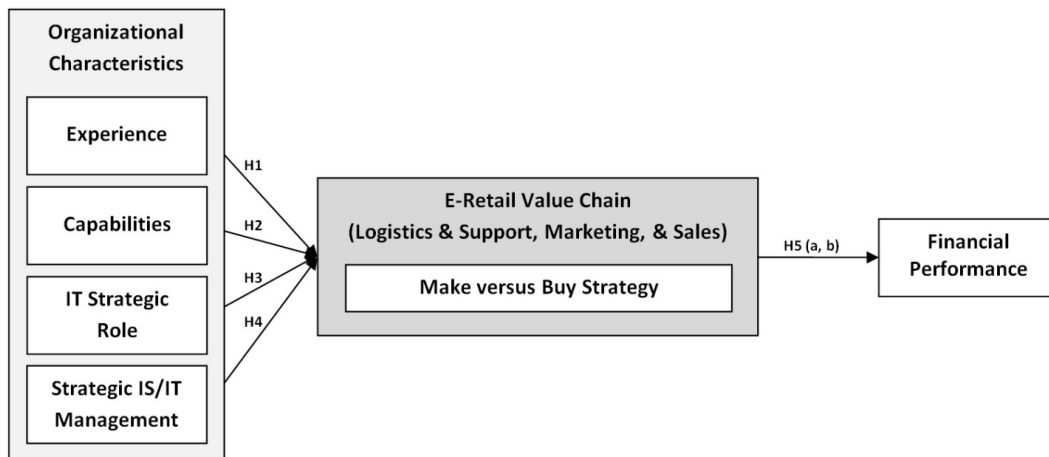 Organizational
Characteristics
Experience
Capabilities
IT Strategic
Role
Strategic IS/IT
Management
H1
H2
H3
H4
E-Retail Value Chain
(Logistics & Support, Marketing, & Sales)
Make versus Buy Strategy
H5 (a, b)
Financial
Performance